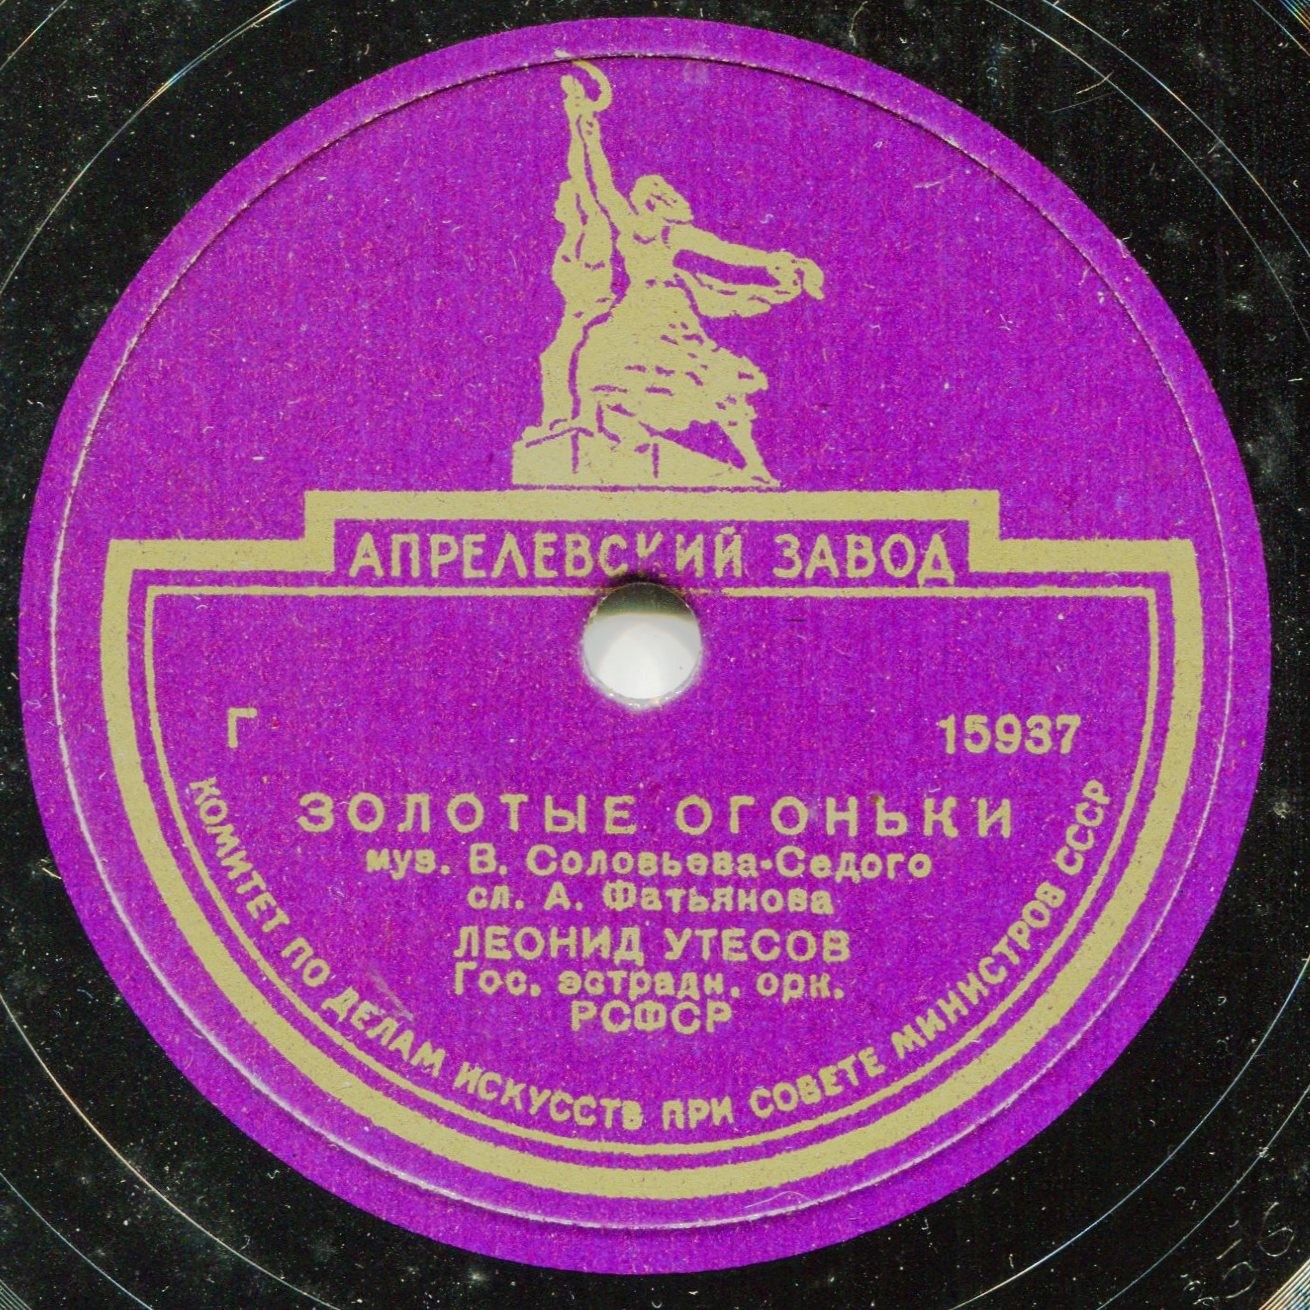 АПРЕЛЕВСКИЙ ЗАВОД
Г 15937
ЗОЛОТЫЕ ОГОНЬКИ
муз. В. Соловьева-Седого
сл. А. Фатьянова
ЛЕОНИД УТЕСОВ
Гос. эстрадн. орк.
РСФСР
КОМИТЕТ ПО ДЕЛАМ ИСКУССТВ ПРИ СОВЕТЕ МИНИСТРОВ СССР